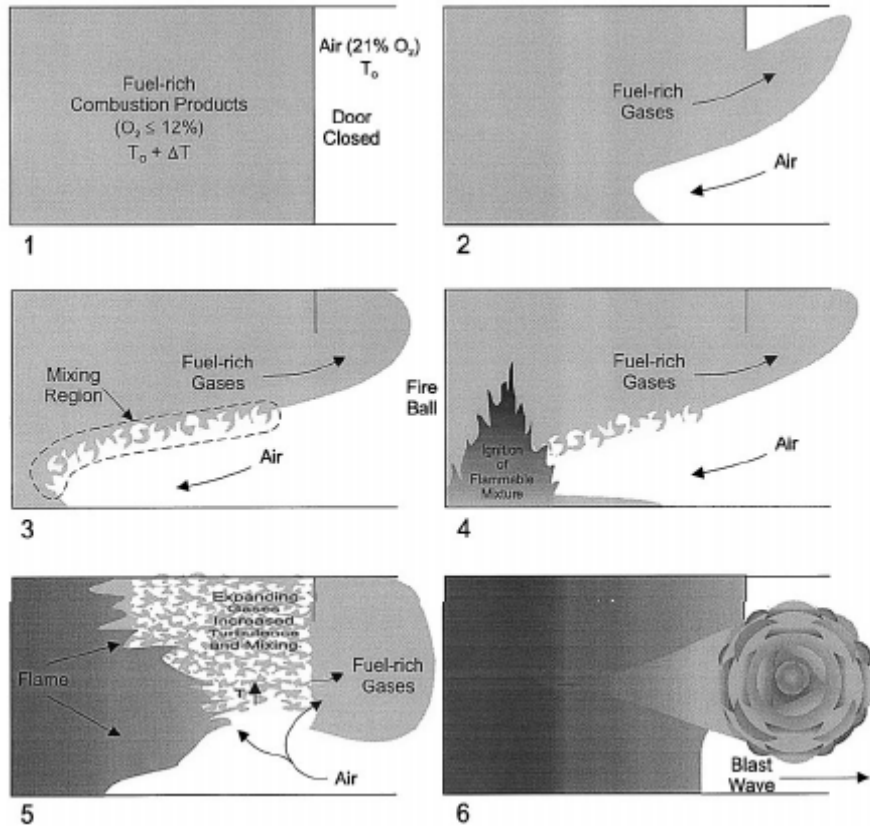 Fuel-rich
Combustion Products
(O₂ ≤ 12%)
T₀ + ΔT
Air (21% O₂)
T₀
Door
Closed
1
Fuel-rich
Gases
Air
2
Mixing
Region
Fuel-rich
Gases
Air
3
Fire
Ball
Fuel-rich
Gases
Ignition
of
Flammable
Mixture
Air
4
Expanding
Gases
Increased
Turbulence
and Mixing
Flame
T
Fuel-rich
Gases
Air
5
Blast
Wave
6